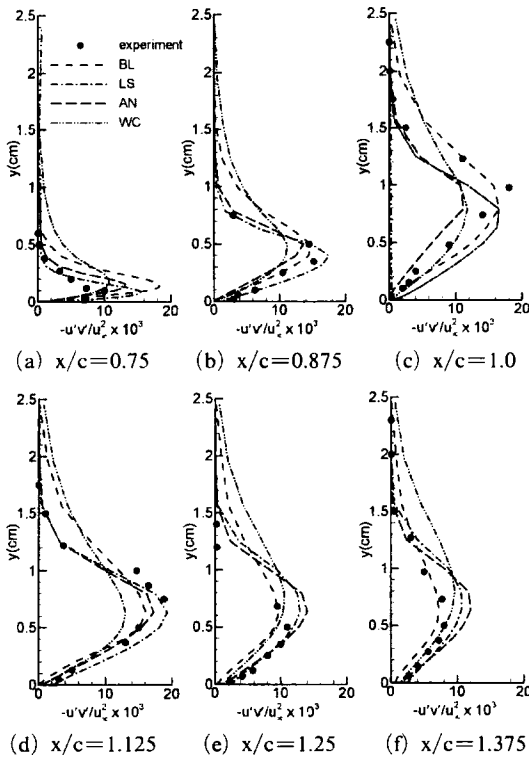 2.5
2
1.5
1
0.5
0
y(cm)
0
10
20
-u'v'/u²
x 10³
experiment
BL
LS
AN
WC
(a) x/c=0.75
2.5
2
1.5
1
0.5
0
y(cm)
0
10
20
-u'v'/u²
x 10³
(b) x/c=0.875
2.5
2
1.5
1
0.5
0
y(cm)
0
10
20
-u'v'/u²
x 10³
(c) x/c=1.0
2.5
2
1.5
1
0.5
0
y(cm)
0
10
20
-u'v'/u²
x 10³
(d) x/c=1.125
2.5
2
1.5
1
0.5
0
y(cm)
0
10
20
-u'v'/u²
x 10³
(e) x/c=1.25
2.5
2
1.5
1
0.5
0
y(cm)
0
10
20
-u'v'/u²
x 10³
(f) x/c=1.375